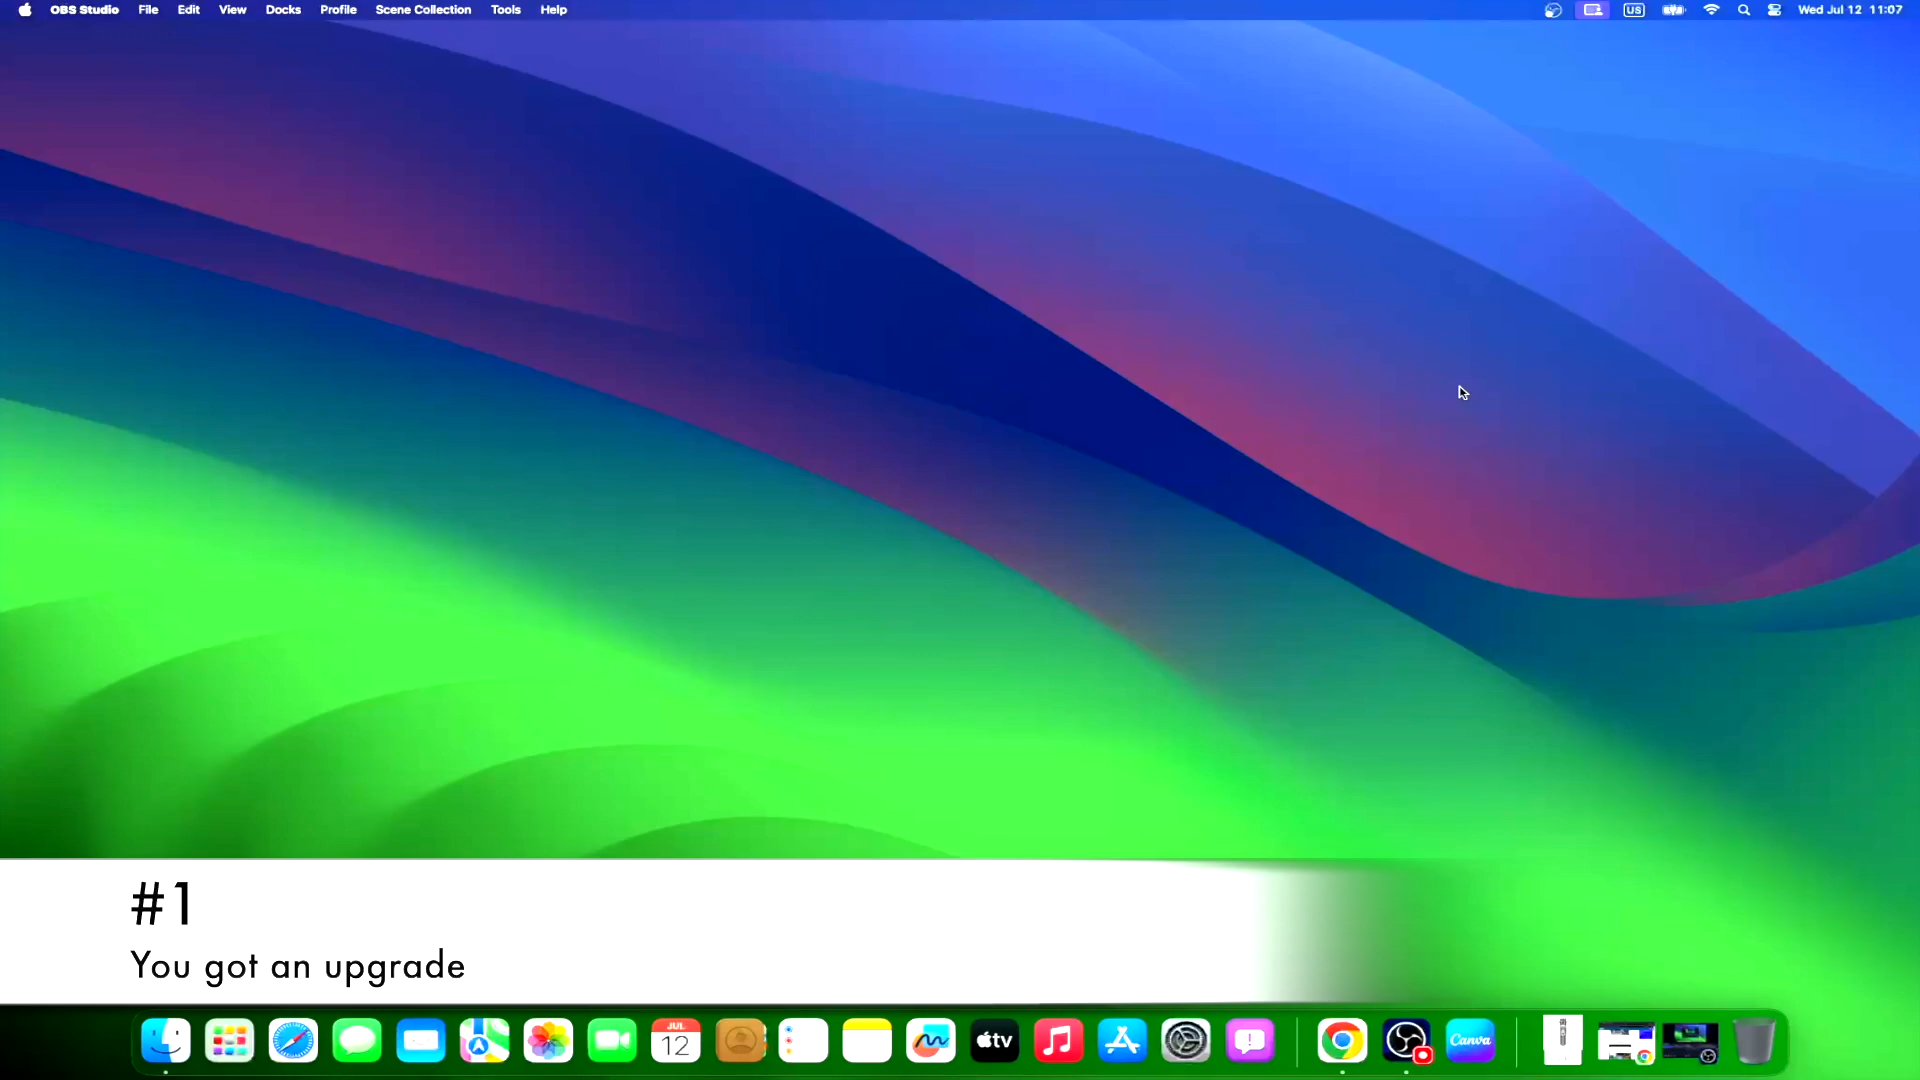 OBS Studio File Edit View Docks Profile Scene Collection Tools Help US Wed Jul 12 11:07
#1
You got an upgrade
JUL
12
tv
Canva